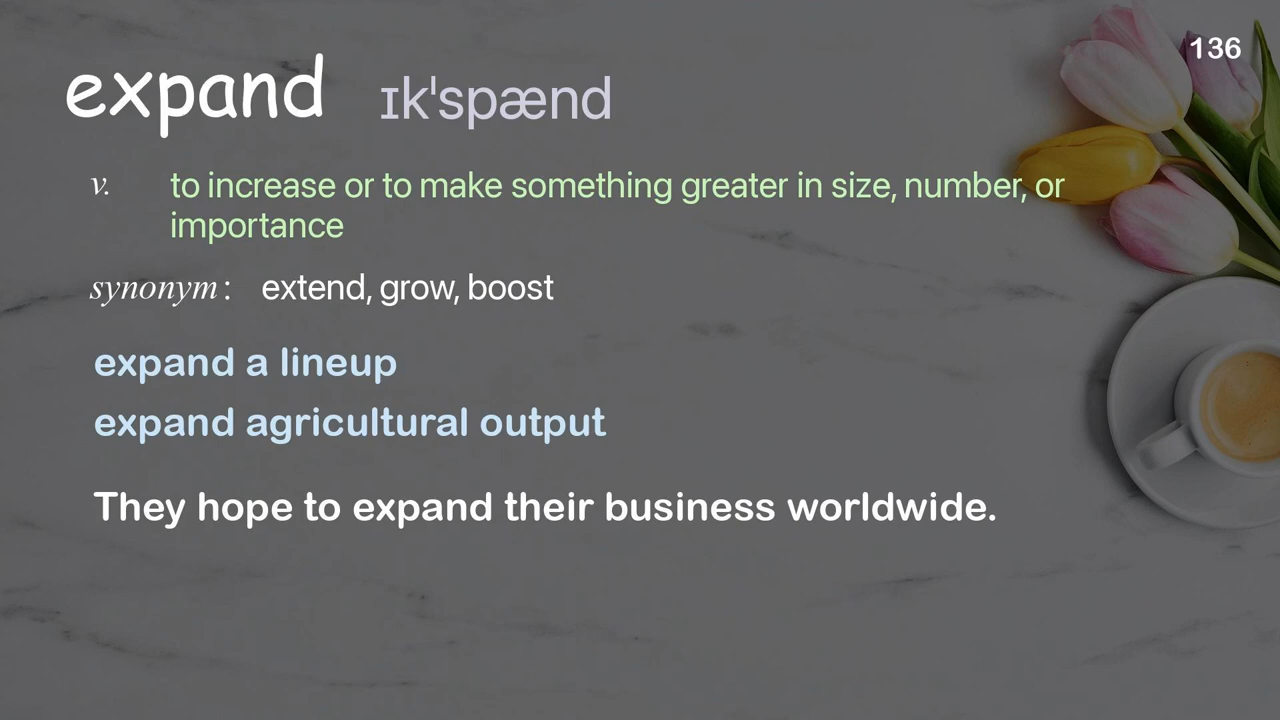 136
expand ɪkˈspænd
v. to increase or to make something greater in size, number, or
importance
synonym: extend, grow, boost
expand a lineup
expand agricultural output
They hope to expand their business worldwide.